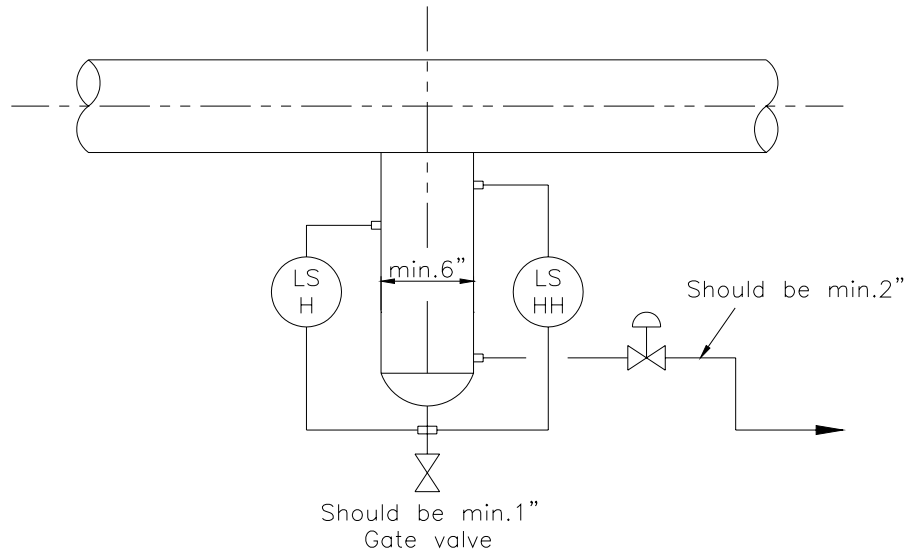 LS
H
min.6”
LS
HH
Should be min.2”
Should be min.1”
Gate valve